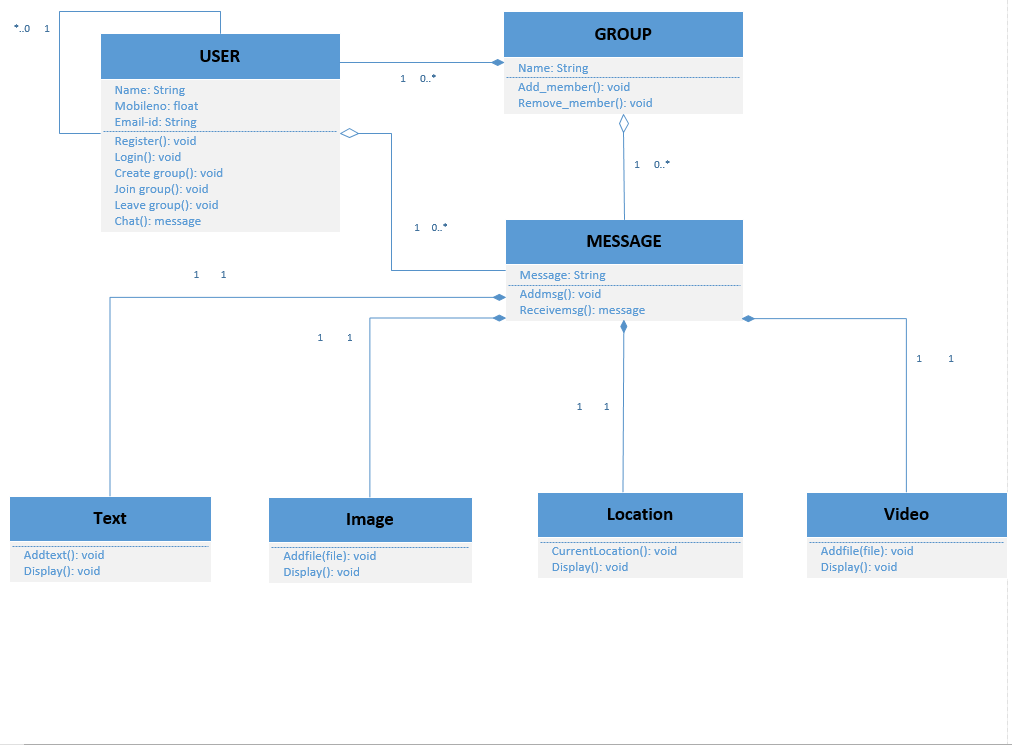 *..0 1
USER
Name: String
Mobileno: float
Email-id: String
Register(): void
Login(): void
Create group(): void
Join group(): void
Leave group(): void
Chat(): message
1 0..*
GROUP
Name: String
Add_member(): void
Remove_member(): void
1 0..*
1 0..*
MESSAGE
Message: String
Addmsg(): void
Receivemsg(): message
1 1
1 1
1 1
1 1
Text
Addtext(): void
Display(): void
Image
Addfile(file): void
Display(): void
Location
CurrentLocation(): void
Display(): void
Video
Addfile(file): void
Display(): void